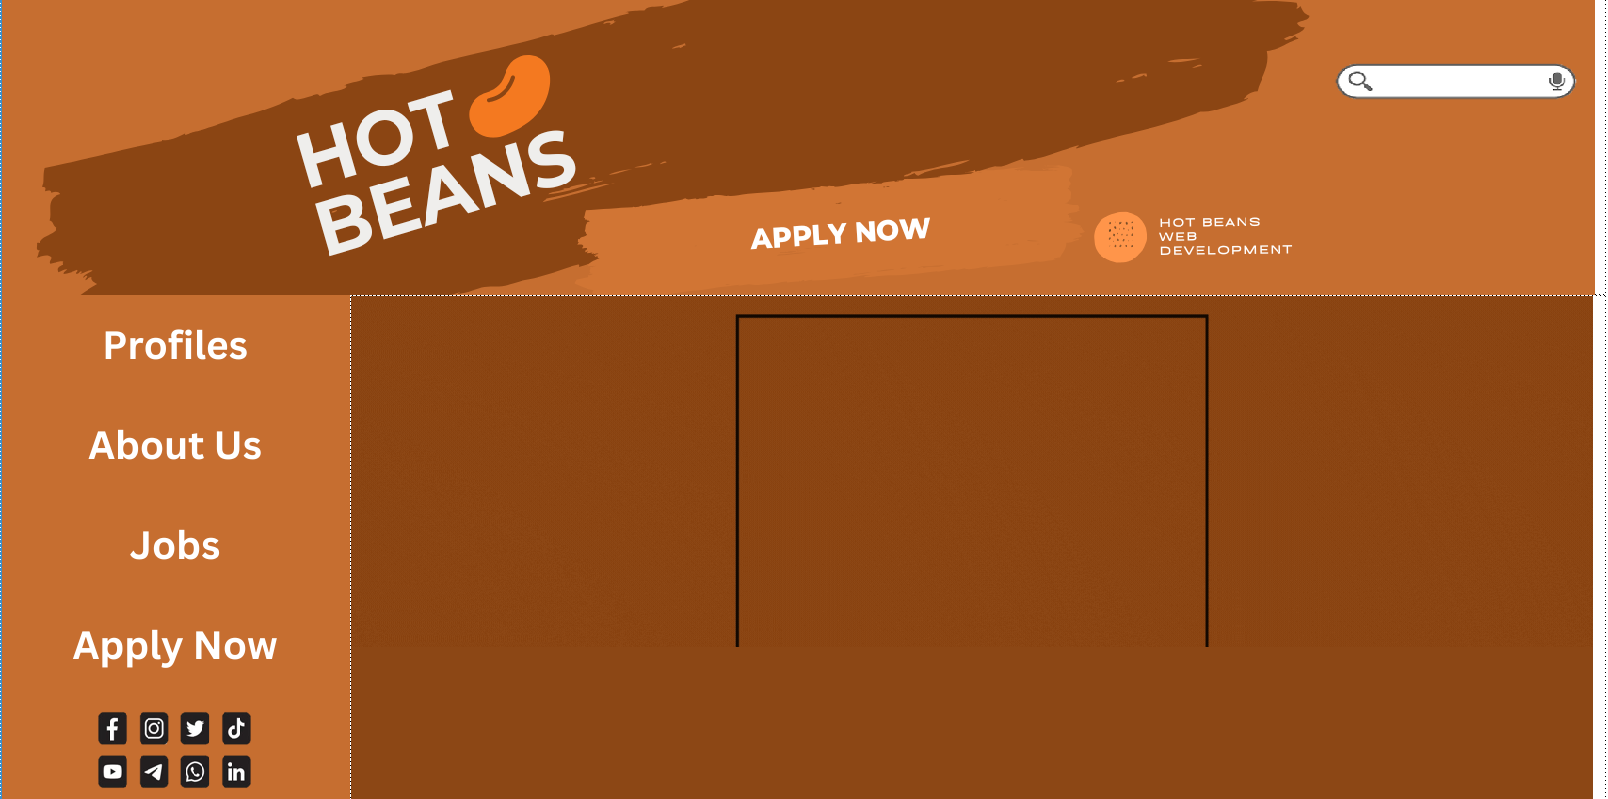 HOT
BEANS
APPLY NOW
HOT BEANS
WEB
DEVELOPMENT
Profiles
About Us
Jobs
Apply Now